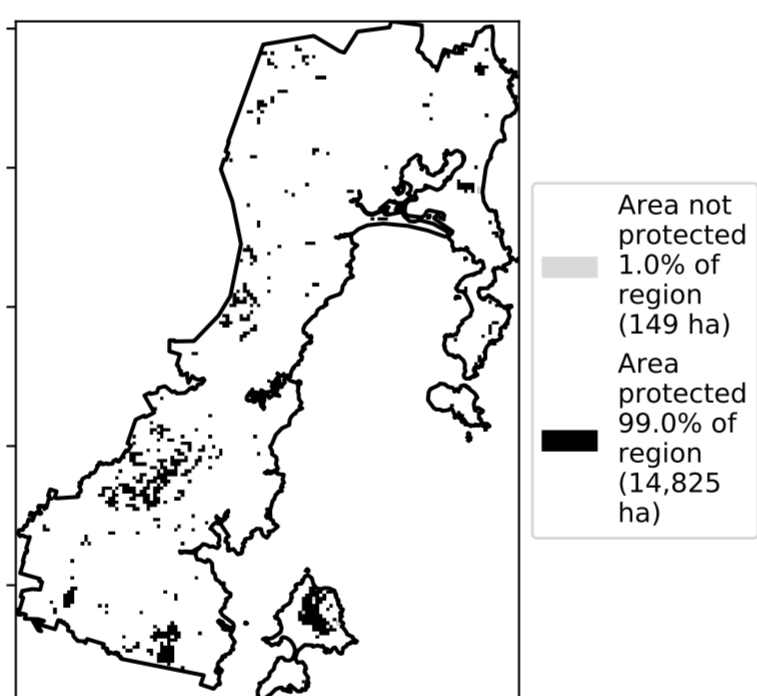 Area not
protected
1.0% of
region
(149 ha)
Area
protected
99.0% of
region
(14,825
ha)